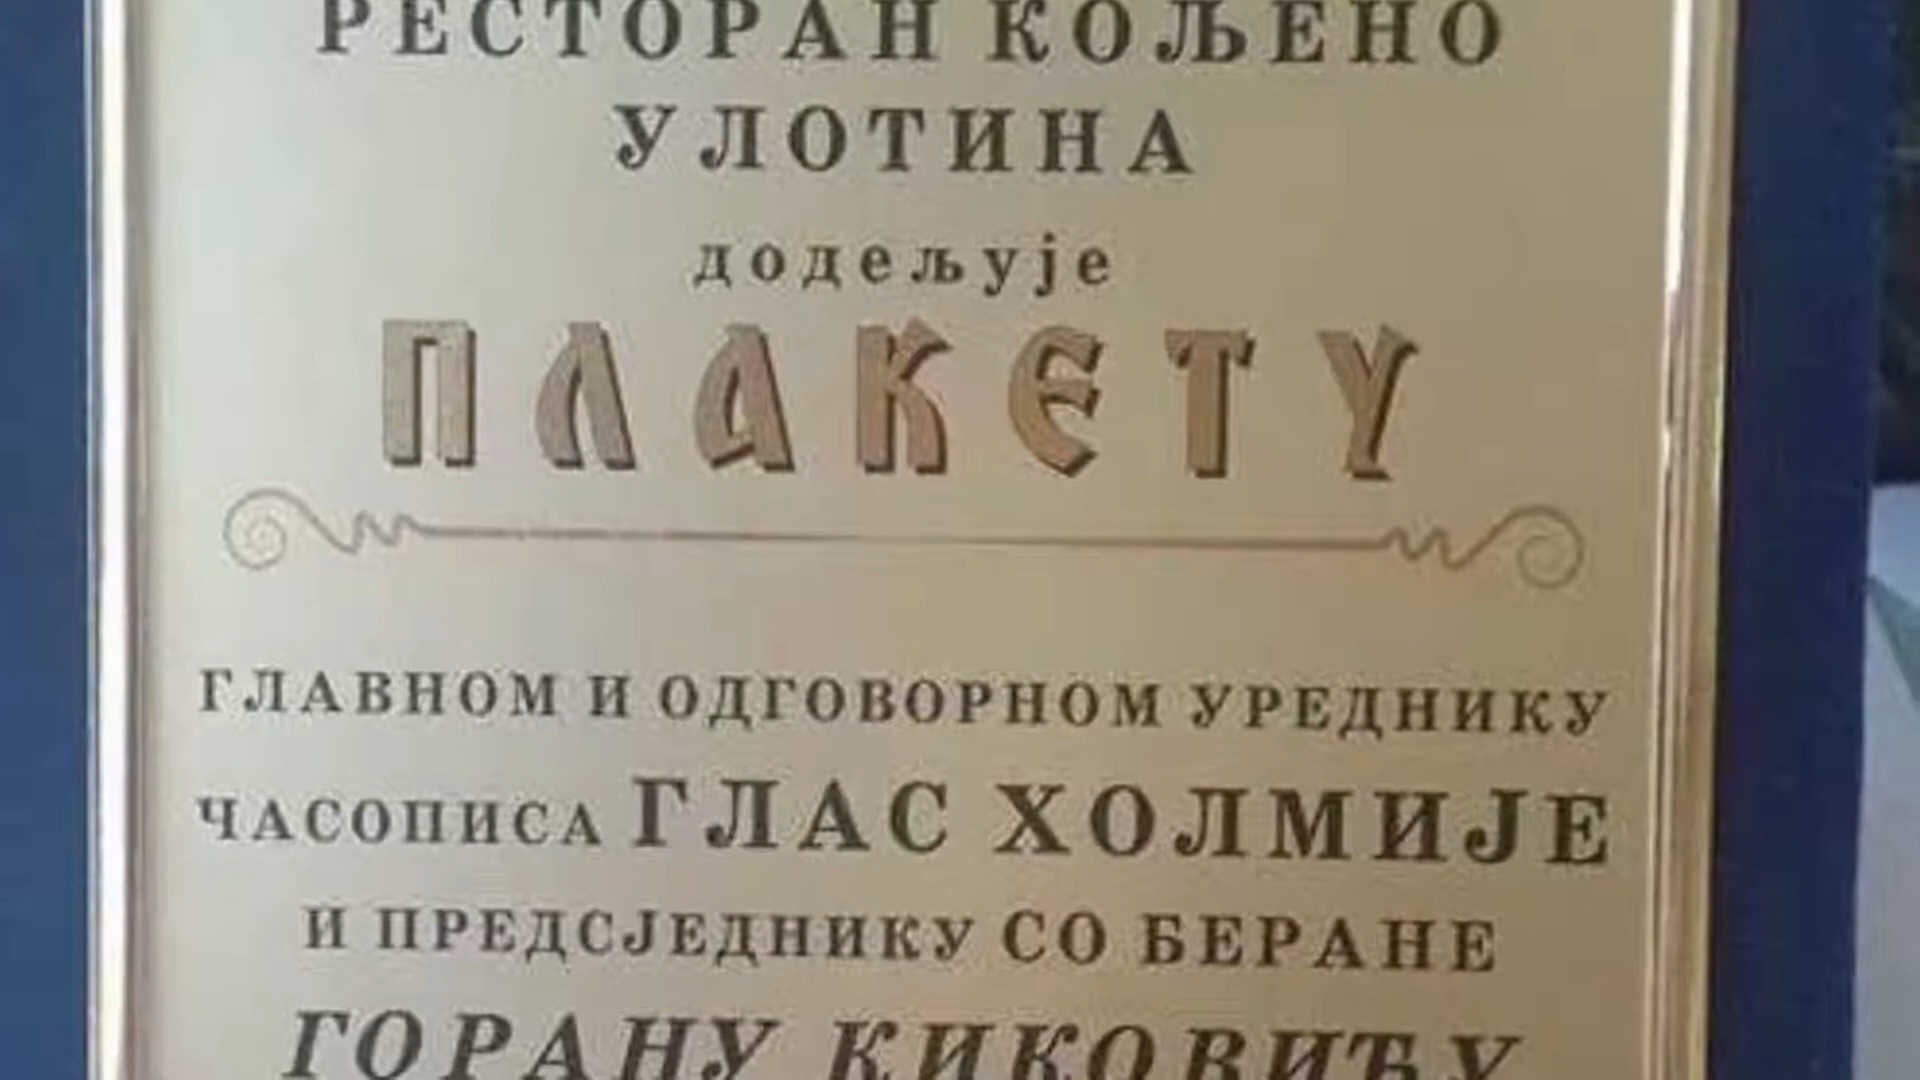 РЕСТОРАН КОЉЕНО
УЛОТИНА
додељује
ПЛАКЕТУ
ГЛАВНОМ И ОДГОВОРНОМ УРЕДНИКУ
ЧАСОПИСА ГЛАС ХОЛМИЈЕ
И ПРЕДСЈЕДНИКУ СО БЕРАНЕ
ГОРАНУ КИКОВИЋУ